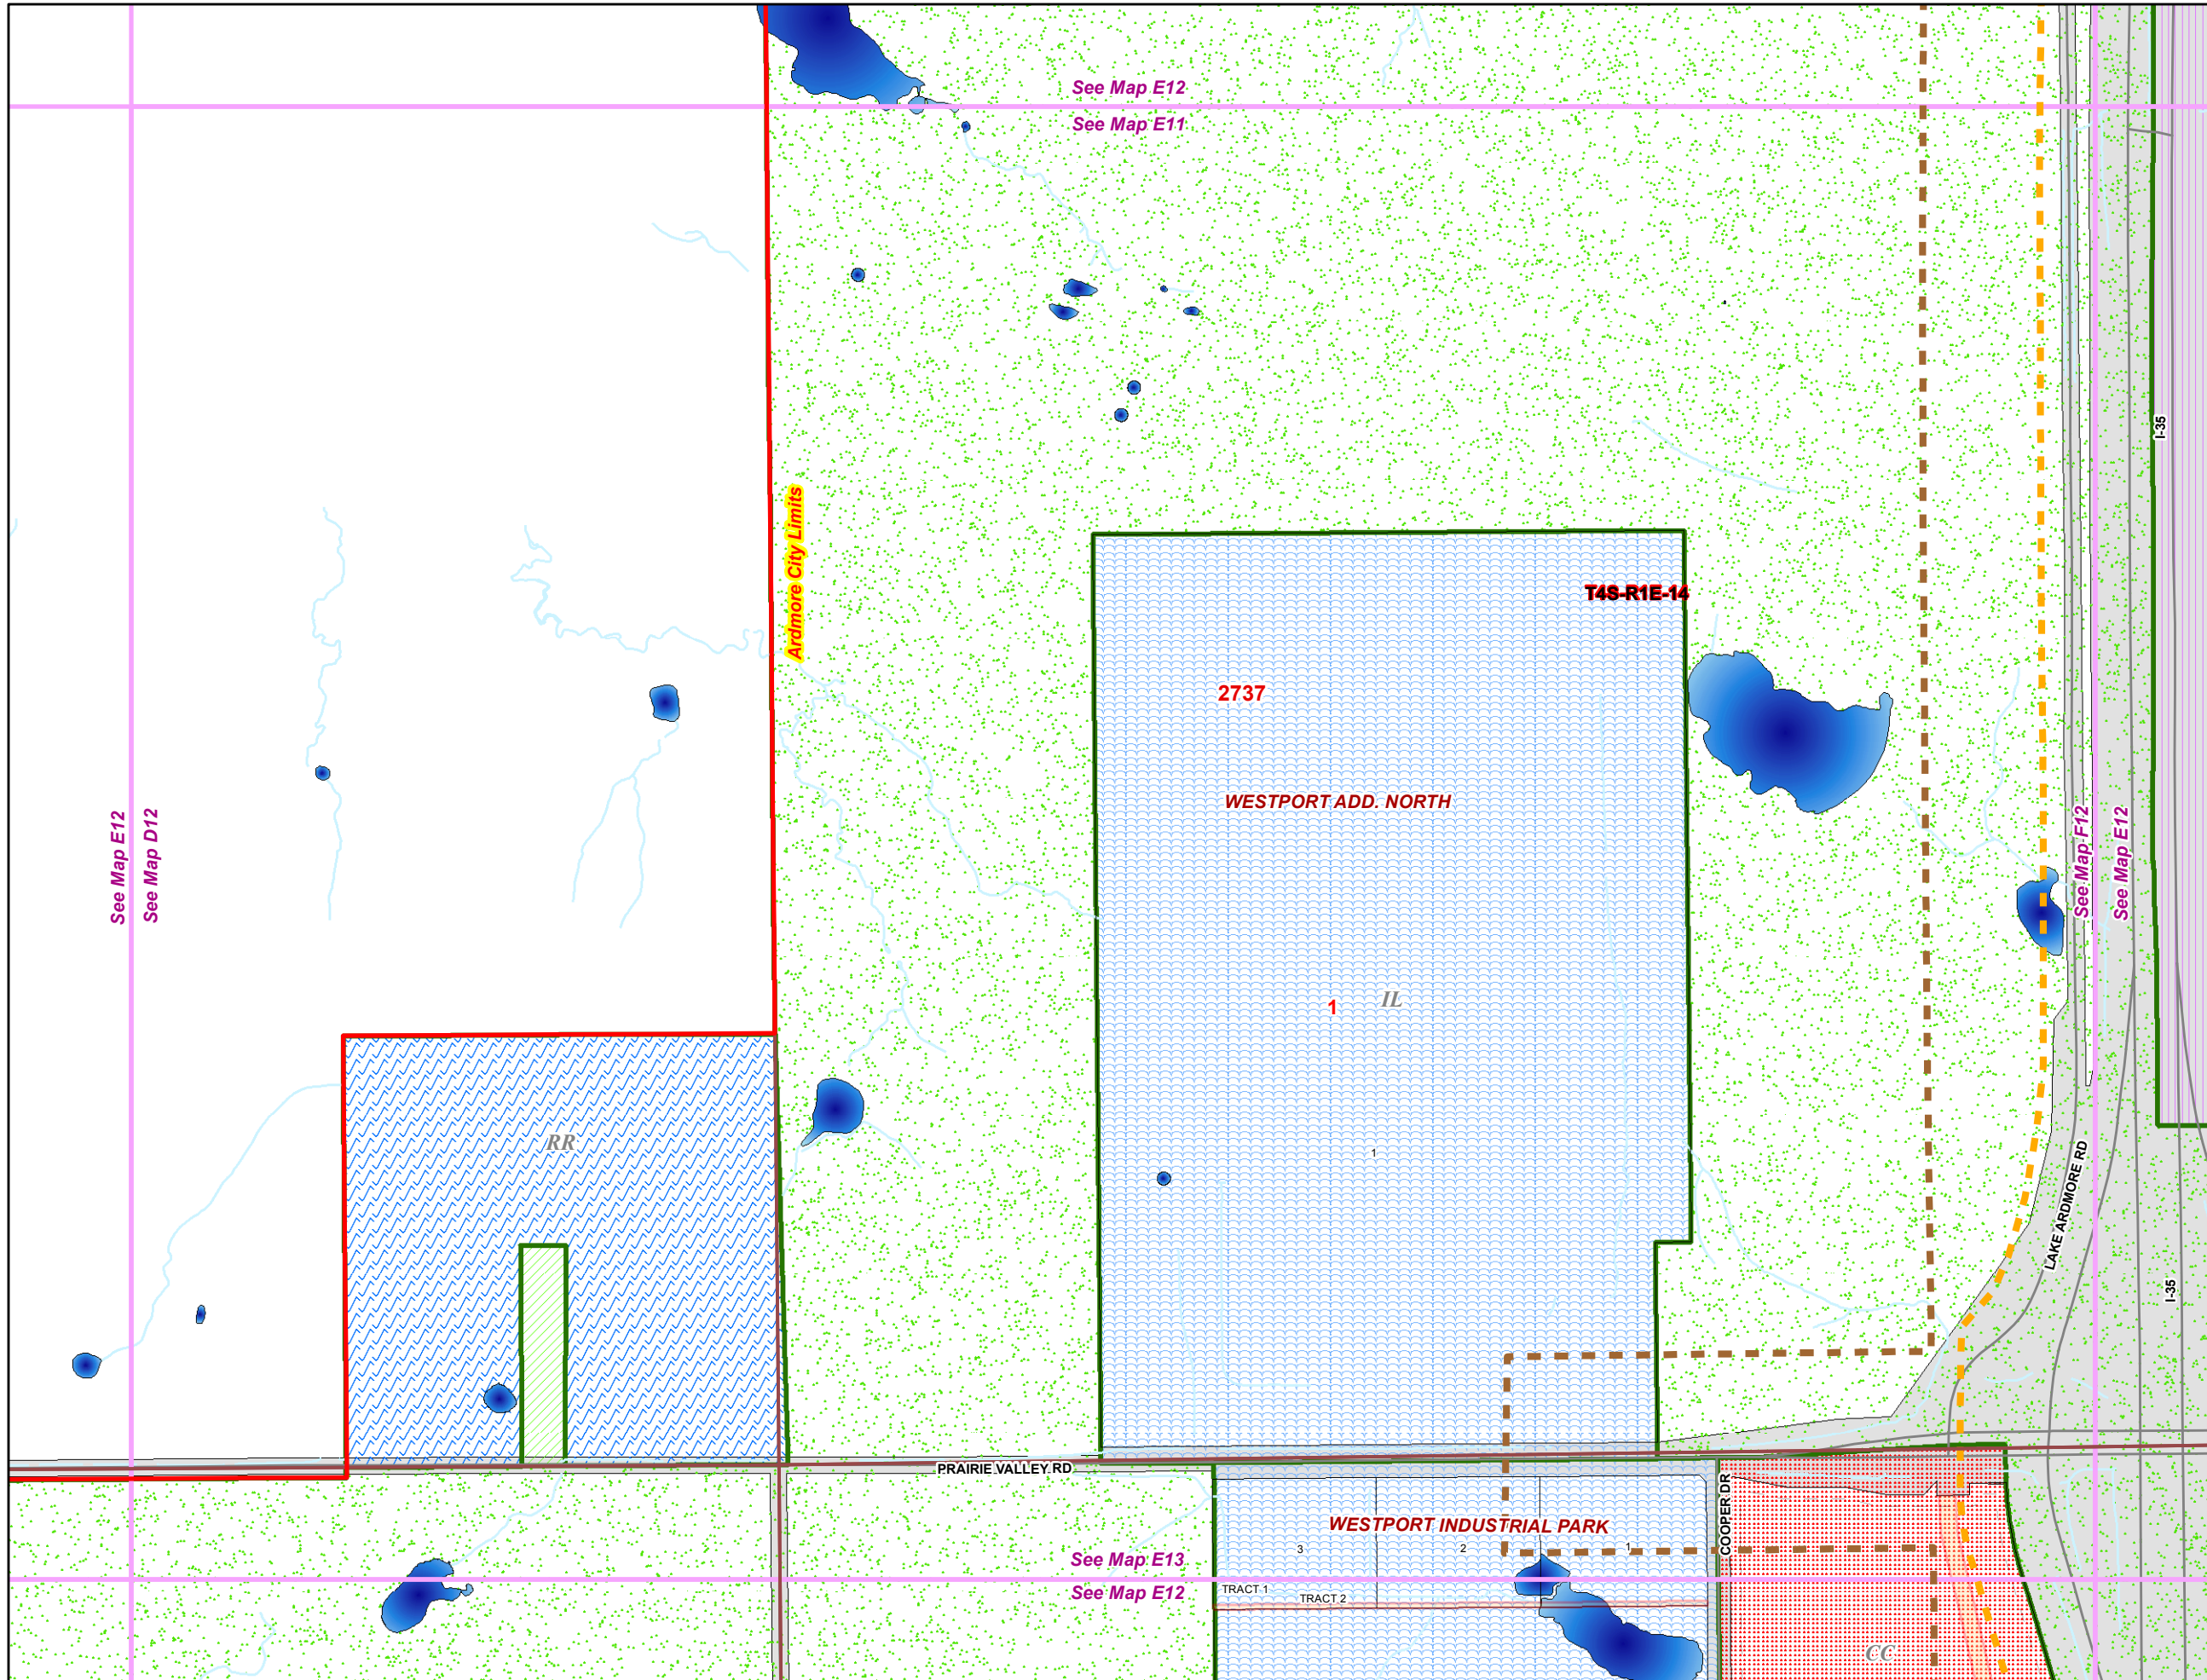 See Map E12
See Map E11
I-35
Ardmore City Limits
T4S-R1E-14
2737
WESTPORT ADD. NORTH
See Map E12
See Map D12
See Map F12
See Map E12
1
IL
RR
1
LAKE ARDMORE RD
I-35
PRAIRIE VALLEY RD
COOPER DR
WESTPORT INDUSTRIAL PARK
3
2
1
See Map E13
See Map E12
TRACT 1
TRACT 2
CC